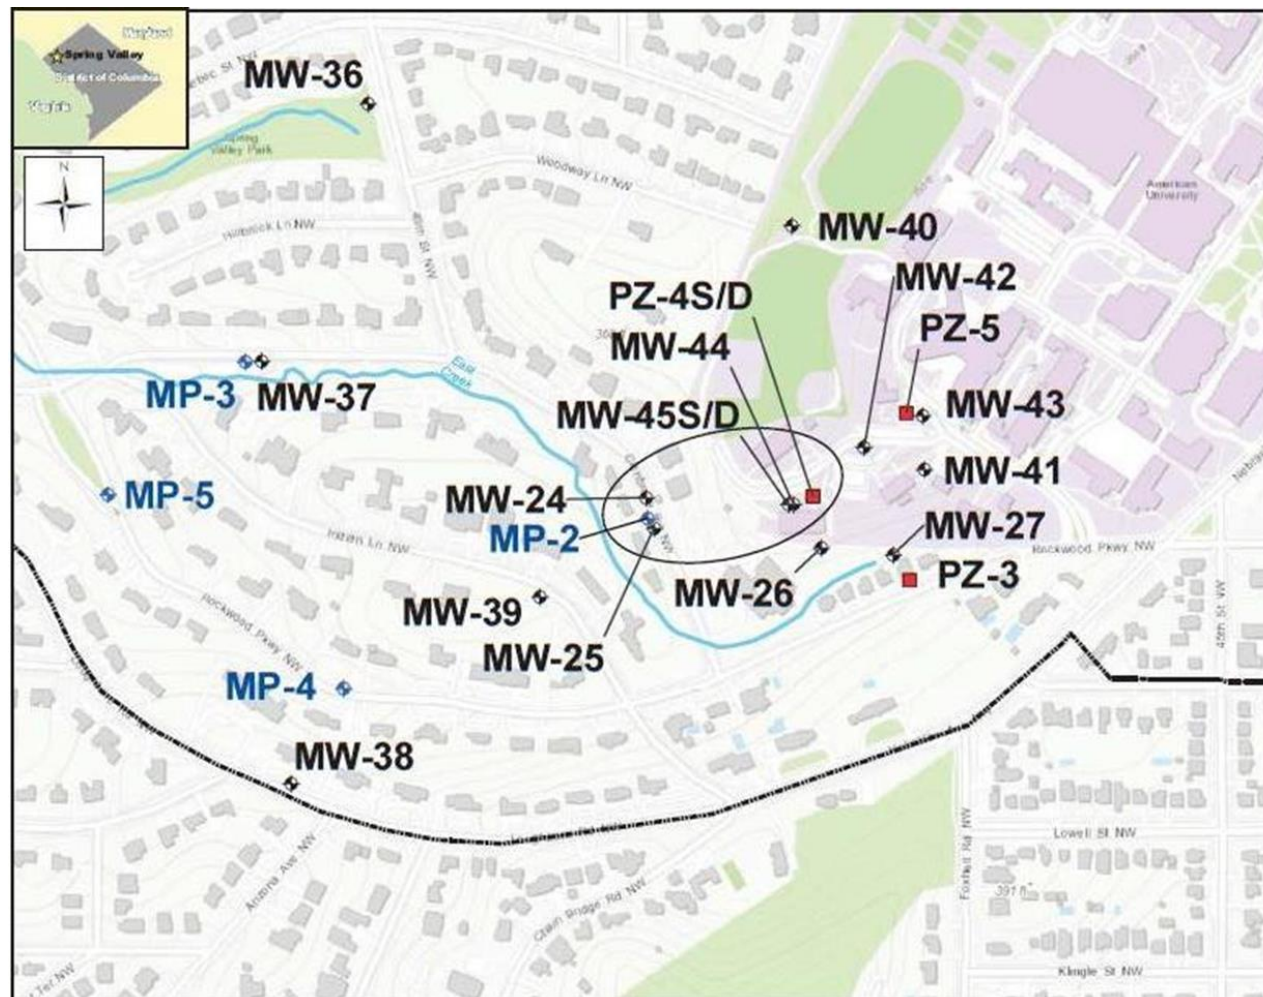 Maryland
Spring Valley
District of Columbia
Virginia
N
MW-36
Spring
Valley Park
Woodway Ln NW
Hillbrook Ln NW
American
University
MW-40
MW-42
PZ-4S/D
PZ-5
MW-44
East
Creek
MP-3
MW-37
MW-45S/D
MW-43
MW-41
MP-5
MW-24
MP-2
MW-27
Indian Ln NW
Rockwood Pkwy NW
PZ-3
MW-26
MW-39
MW-25
Rockwood Pkwy NW
45th St NW
MP-4
MW-38
Lowell St NW
Foxhall Rd NW
Arizona Ave NW
Chain Bridge Rd NW
391 ft
Klingle St NW